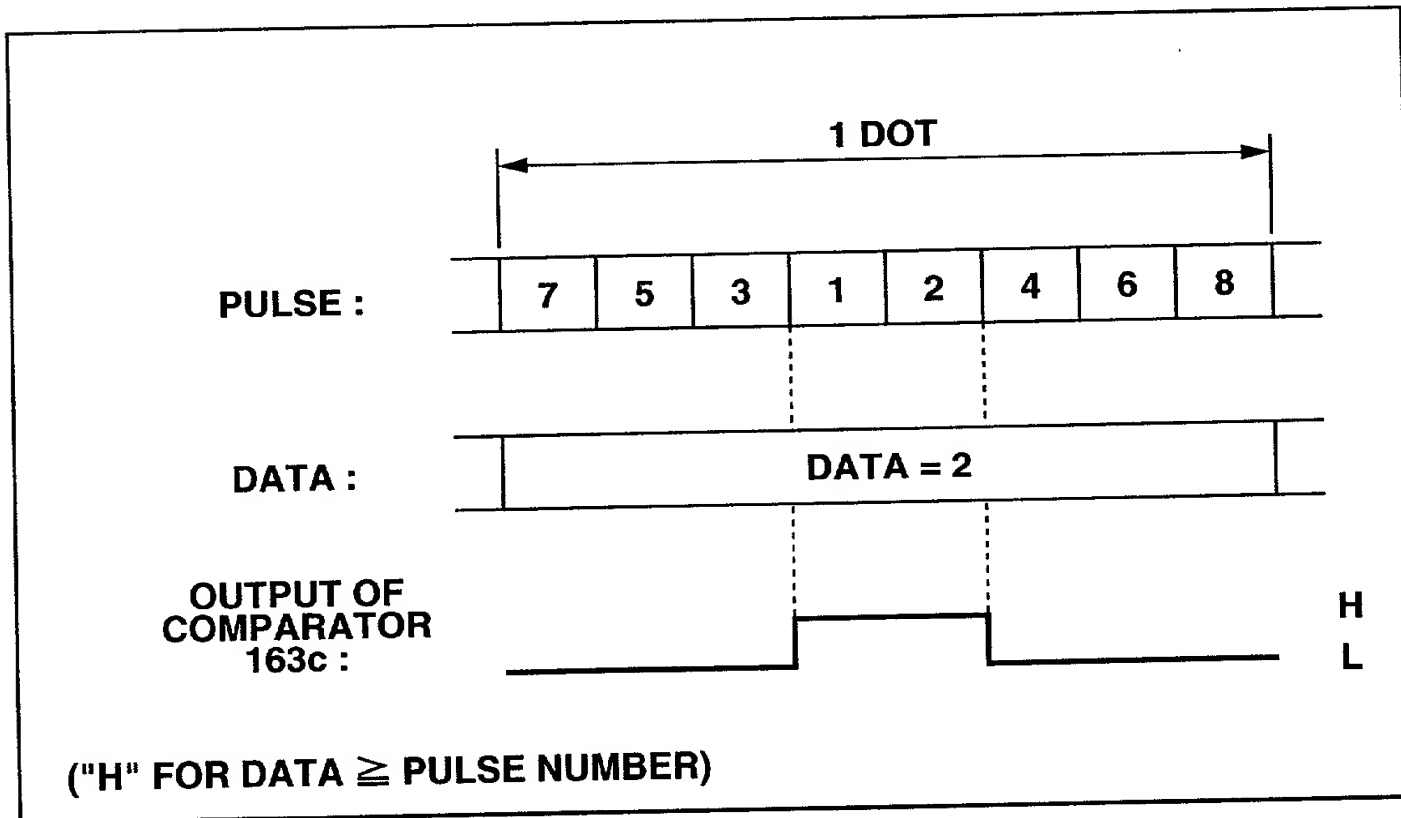 1 DOT
PULSE : 7 5 3 1 2 4 6 8
DATA : DATA = 2
OUTPUT OF
COMPARATOR
163c :
H
L
("H" FOR DATA ≧ PULSE NUMBER)